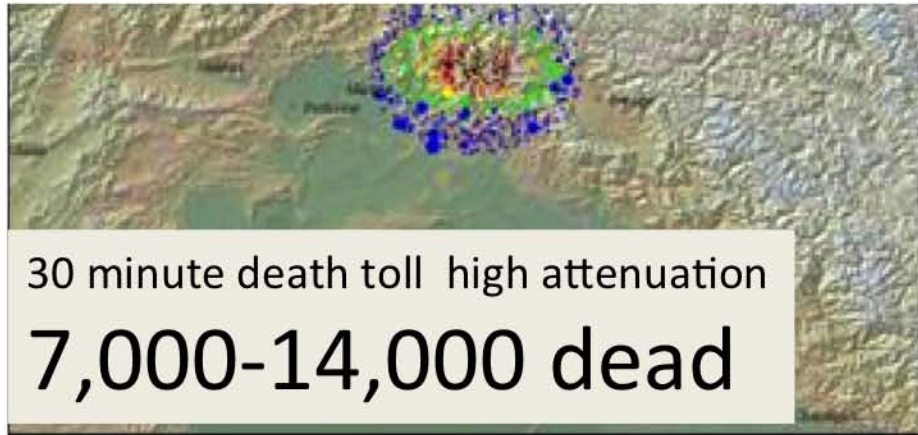 30 minute death toll high attenuation
7,000-14,000 dead